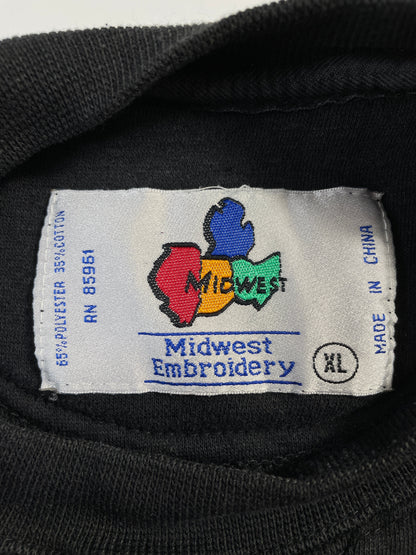 65% POLYESTER 35% COTTON
RN 85961
MIDWEST
Midwest
Embroidery
XL
MADE IN CHINA